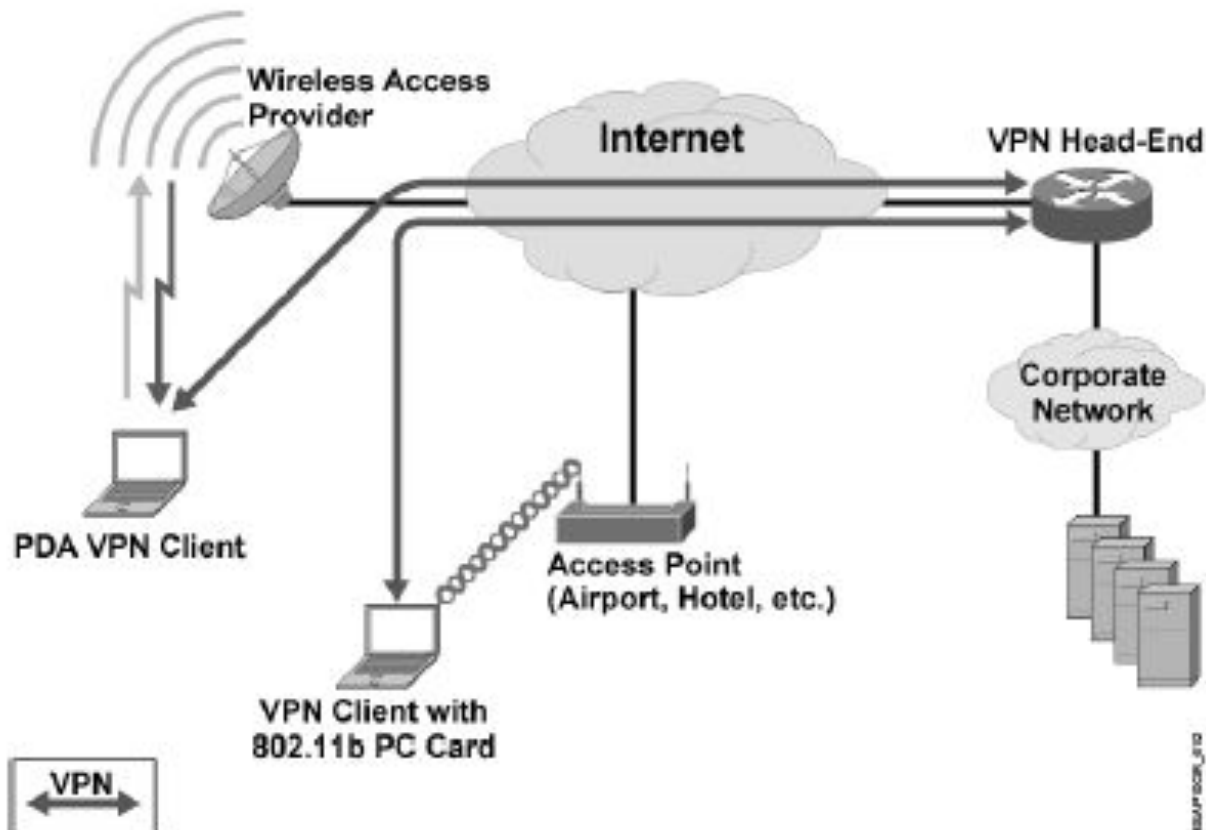 Wireless Access
Provider
Internet
VPN Head-End
Corporate
Network
PDA VPN Client
Access Point
(Airport, Hotel, etc.)
VPN Client with
802.11b PC Card
VPN